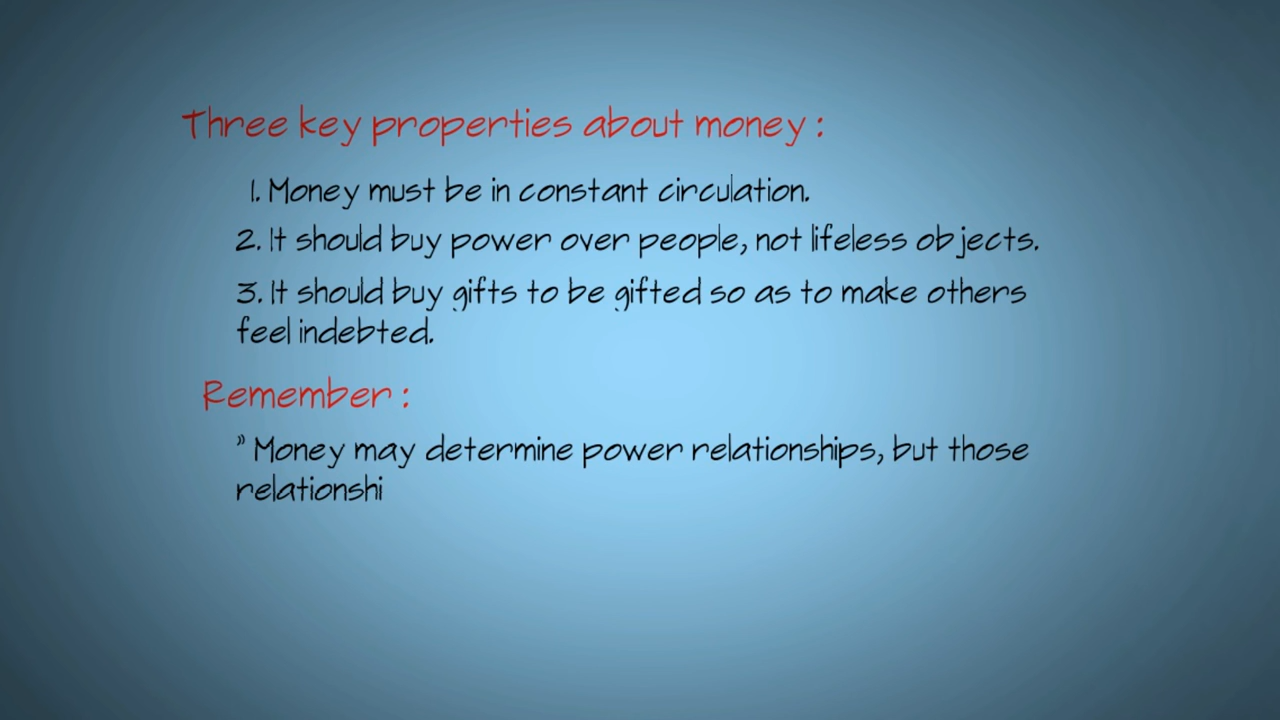 Three key properties about money :
1. Money must be in constant circulation.
2. It should buy power over people, not lifeless objects.
3. It should buy gifts to be gifted so as to make others
feel indebted.
Remember :
» Money may determine power relationships, but those
relationshi